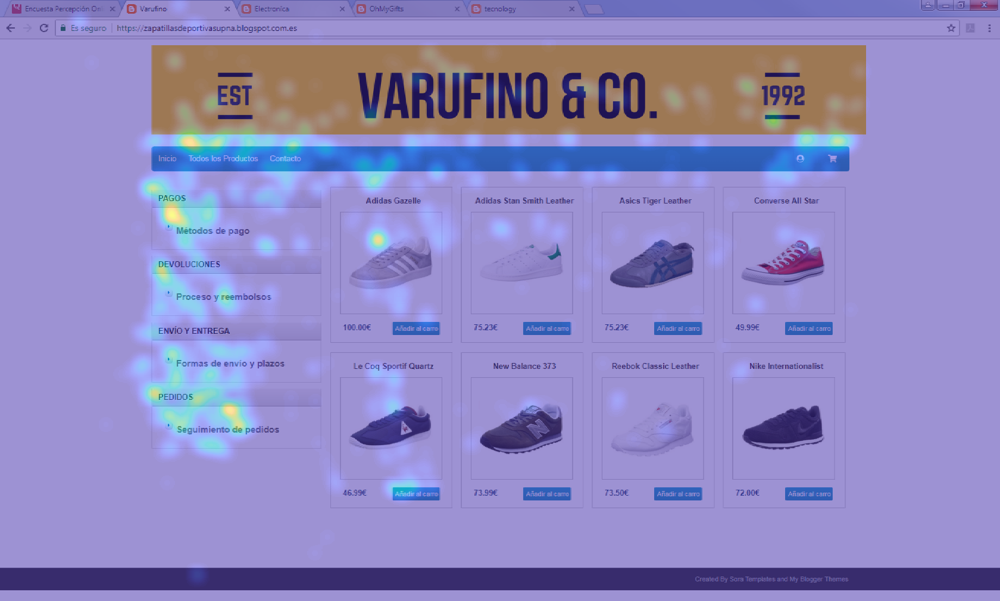 Encuesta Percepción Onl
Varufino
Electronica
OhMyGifts
tecnology
Es seguro
https://zapatillasdeportivasupna.blogspot.com.es
EST
VARUFINO & CO.
1992
Inicio
Todos los Productos
Contacto
PAGOS
Métodos de pago
DEVOLUCIONES
Proceso y reembolsos
ENVÍO Y ENTREGA
Formas de envío y plazos
PEDIDOS
Seguimiento de pedidos
Adidas Gazelle
Adidas Stan Smith Leather
Asics Tiger Leather
Converse All Star
100.00€
Añadir al carro
75.23€
Añadir al carro
75.23€
Añadir al carro
49.99€
Añadir al carro
Le Coq Sportif Quartz
New Balance 373
Reebok Classic Leather
Nike Internationalist
N
46.99€
Añadir al carro
73.99€
Añadir al carro
73.50€
Añadir al carro
72.00€
Añadir al carro
Created By Sora Templates and My Blogger Themes